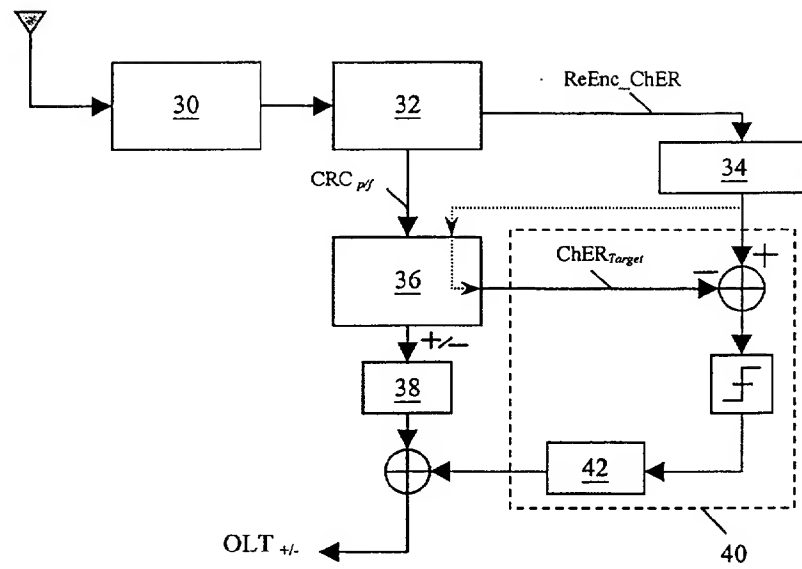 ReEnc_ChER
30
32
34
CRC p/f
ChER Target
+
−
36
+/−
38
42
OLT +/-
40